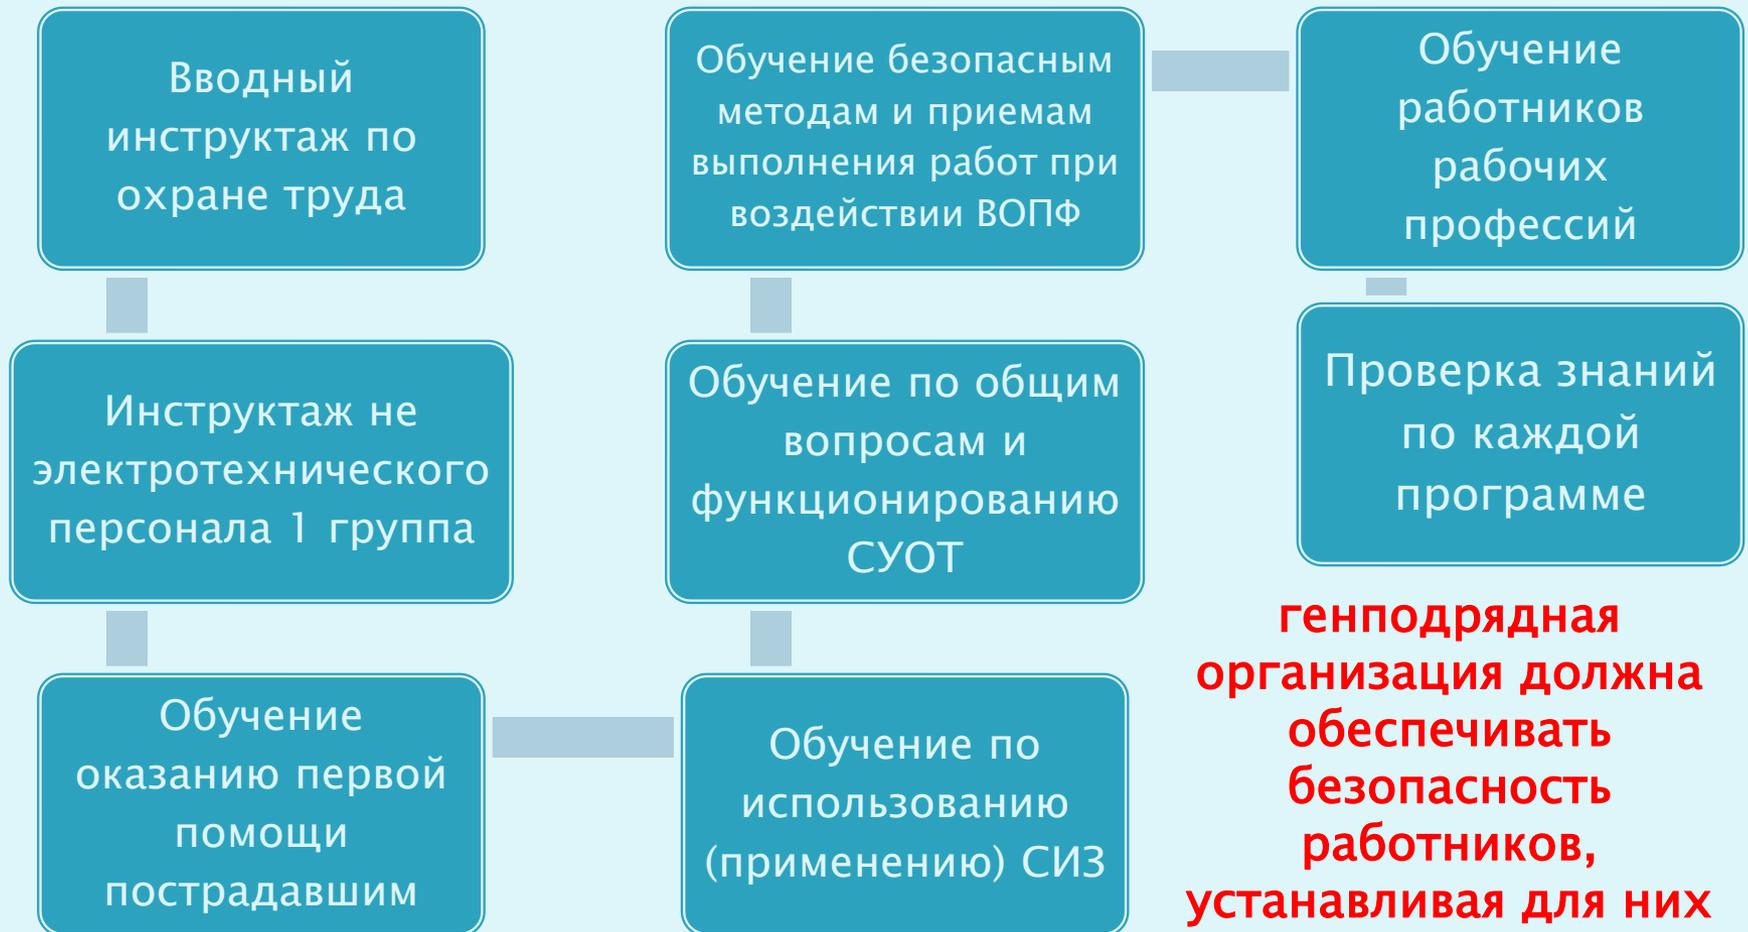 Вводный
инструктаж по
охране труда
Инструктаж не
электротехнического
персонала 1 группа
Обучение
оказанию первой
помощи
пострадавшим
Обучение по
использованию
(применению) СИЗ
Обучение по общим
вопросам и
функционированию
СУОТ
Обучение безопасным
методам и приемам
выполнения работ при
воздействии ВОПФ
Обучение
работников
рабочих
профессий
Проверка знаний
по каждой
программе
генподрядная
организация должна
обеспечивать
безопасность
работников,
устанавливая для них